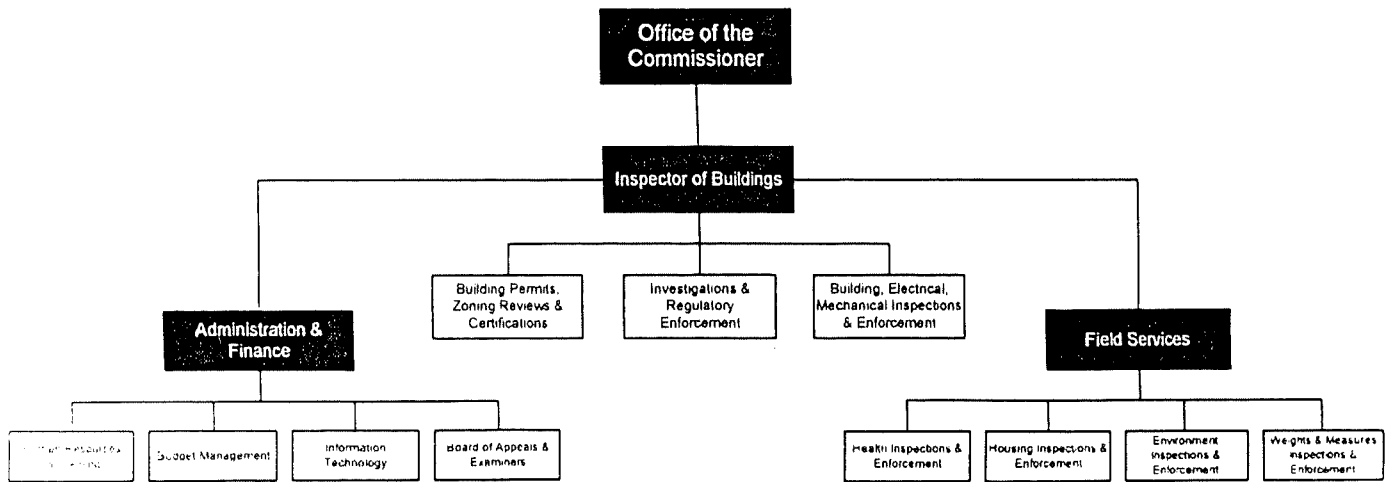 Office of the
Commissioner
Inspector of Buildings
Building Permits,
Zoning Reviews &
Certifications
Investigations &
Regulatory
Enforcement
Building, Electrical,
Mechanical Inspections
& Enforcement
Administration &
Finance
Field Services
Budget Management
Information
Technology
Board of Appeals &
Examiners
Health Inspections &
Enforcement
Housing Inspections &
Enforcement
Environment
Inspections &
Enforcement
Weights & Measures
Inspections &
Enforcement